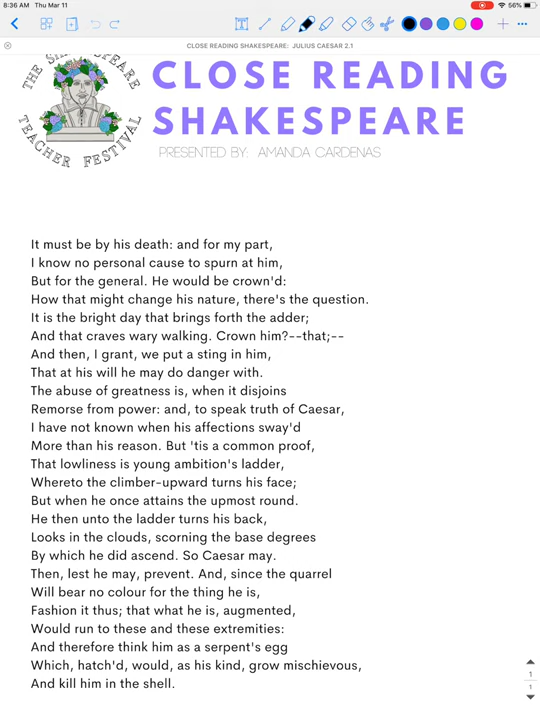 8:36 AM Thu Mar 11
56%
CLOSE READING SHAKESPEARE: JULIUS CAESAR 2.1
THE SHAKESPEARE
TEACHER FESTIVAL
CLOSE READING
SHAKESPEARE
PRESENTED BY: AMANDA CARDENAS
It must be by his death: and for my part,
I know no personal cause to spurn at him,
But for the general. He would be crown'd:
How that might change his nature, there's the question.
It is the bright day that brings forth the adder;
And that craves wary walking. Crown him?--that;--
And then, I grant, we put a sting in him,
That at his will he may do danger with.
The abuse of greatness is, when it disjoins
Remorse from power: and, to speak truth of Caesar,
I have not known when his affections sway'd
More than his reason. But 'tis a common proof,
That lowliness is young ambition's ladder,
Whereto the climber-upward turns his face;
But when he once attains the upmost round.
He then unto the ladder turns his back,
Looks in the clouds, scorning the base degrees
By which he did ascend. So Caesar may.
Then, lest he may, prevent. And, since the quarrel
Will bear no colour for the thing he is,
Fashion it thus; that what he is, augmented,
Would run to these and these extremities:
And therefore think him as a serpent's egg
Which, hatch'd, would, as his kind, grow mischievous,
And kill him in the shell.
1
1